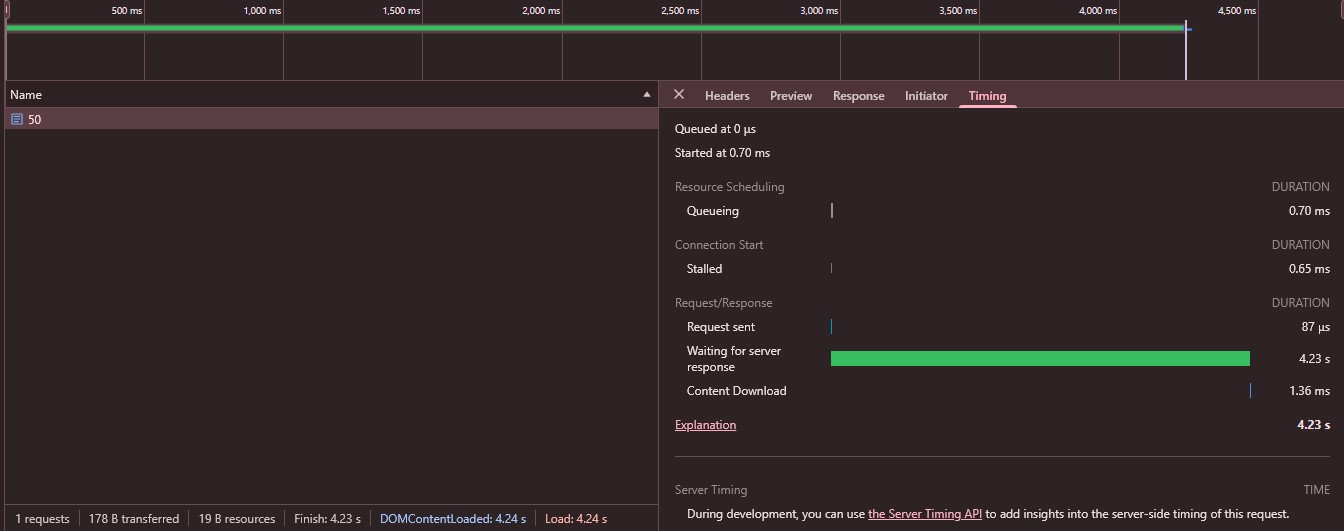 500 ms 1,000 ms 1,500 ms 2,000 ms 2,500 ms 3,000 ms 3,500 ms 4,000 ms 4,500 ms
Name
50
Headers Preview Response Initiator Timing
Queued at 0 µs
Started at 0.70 ms
Resource Scheduling DURATION
Queueing 0.70 ms
Connection Start DURATION
Stalled 0.65 ms
Request/Response DURATION
Request sent 87 µs
Waiting for server
response 4.23 s
Content Download 1.36 ms
Explanation 4.23 s
Server Timing TIME
During development, you can use the Server Timing API to add insights into the server-side timing of this request.
1 requests 178 B transferred 19 B resources Finish: 4.23 s DOMContentLoaded: 4.24 s Load: 4.24 s